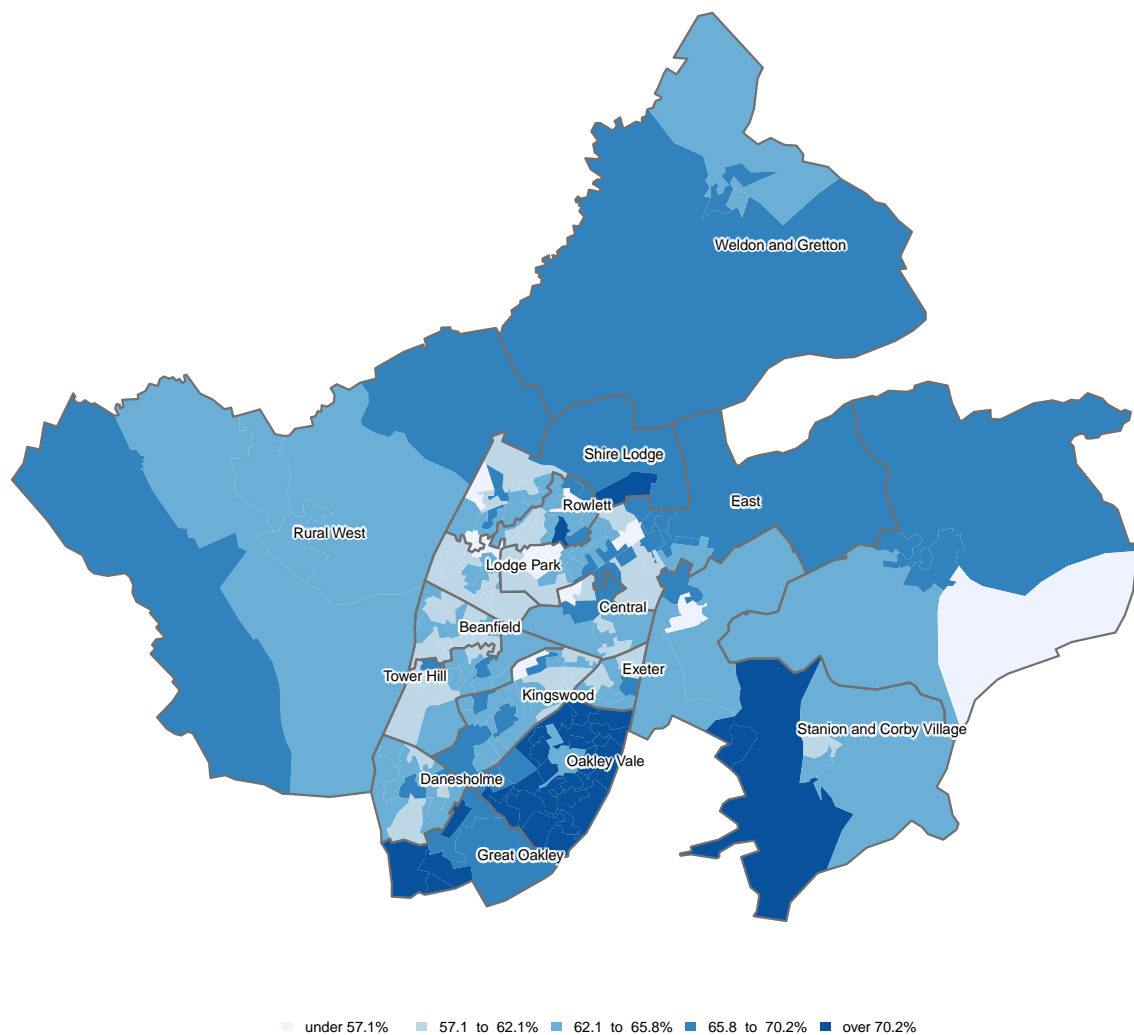 Weldon and Gretton
Shire Lodge
East
Rowlett
Rural West
Lodge Park
Central
Beanfield
Exeter
Tower Hill
Kingswood
Stanion and Corby Village
Oakley Vale
Danesholme
Great Oakley
under 57.1% 57.1 to 62.1% 62.1 to 65.8% 65.8 to 70.2% over 70.2%